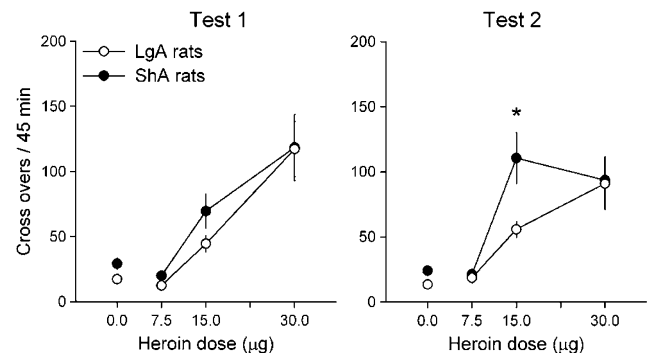 Test 1
Test 2
200
LgA rats
ShA rats
150
100
50
0
Cross overs / 45 min
0.0 7.5 15.0 30.0
Heroin dose (μg)
200
150
*
100
50
0
0.0 7.5 15.0 30.0
Heroin dose (μg)